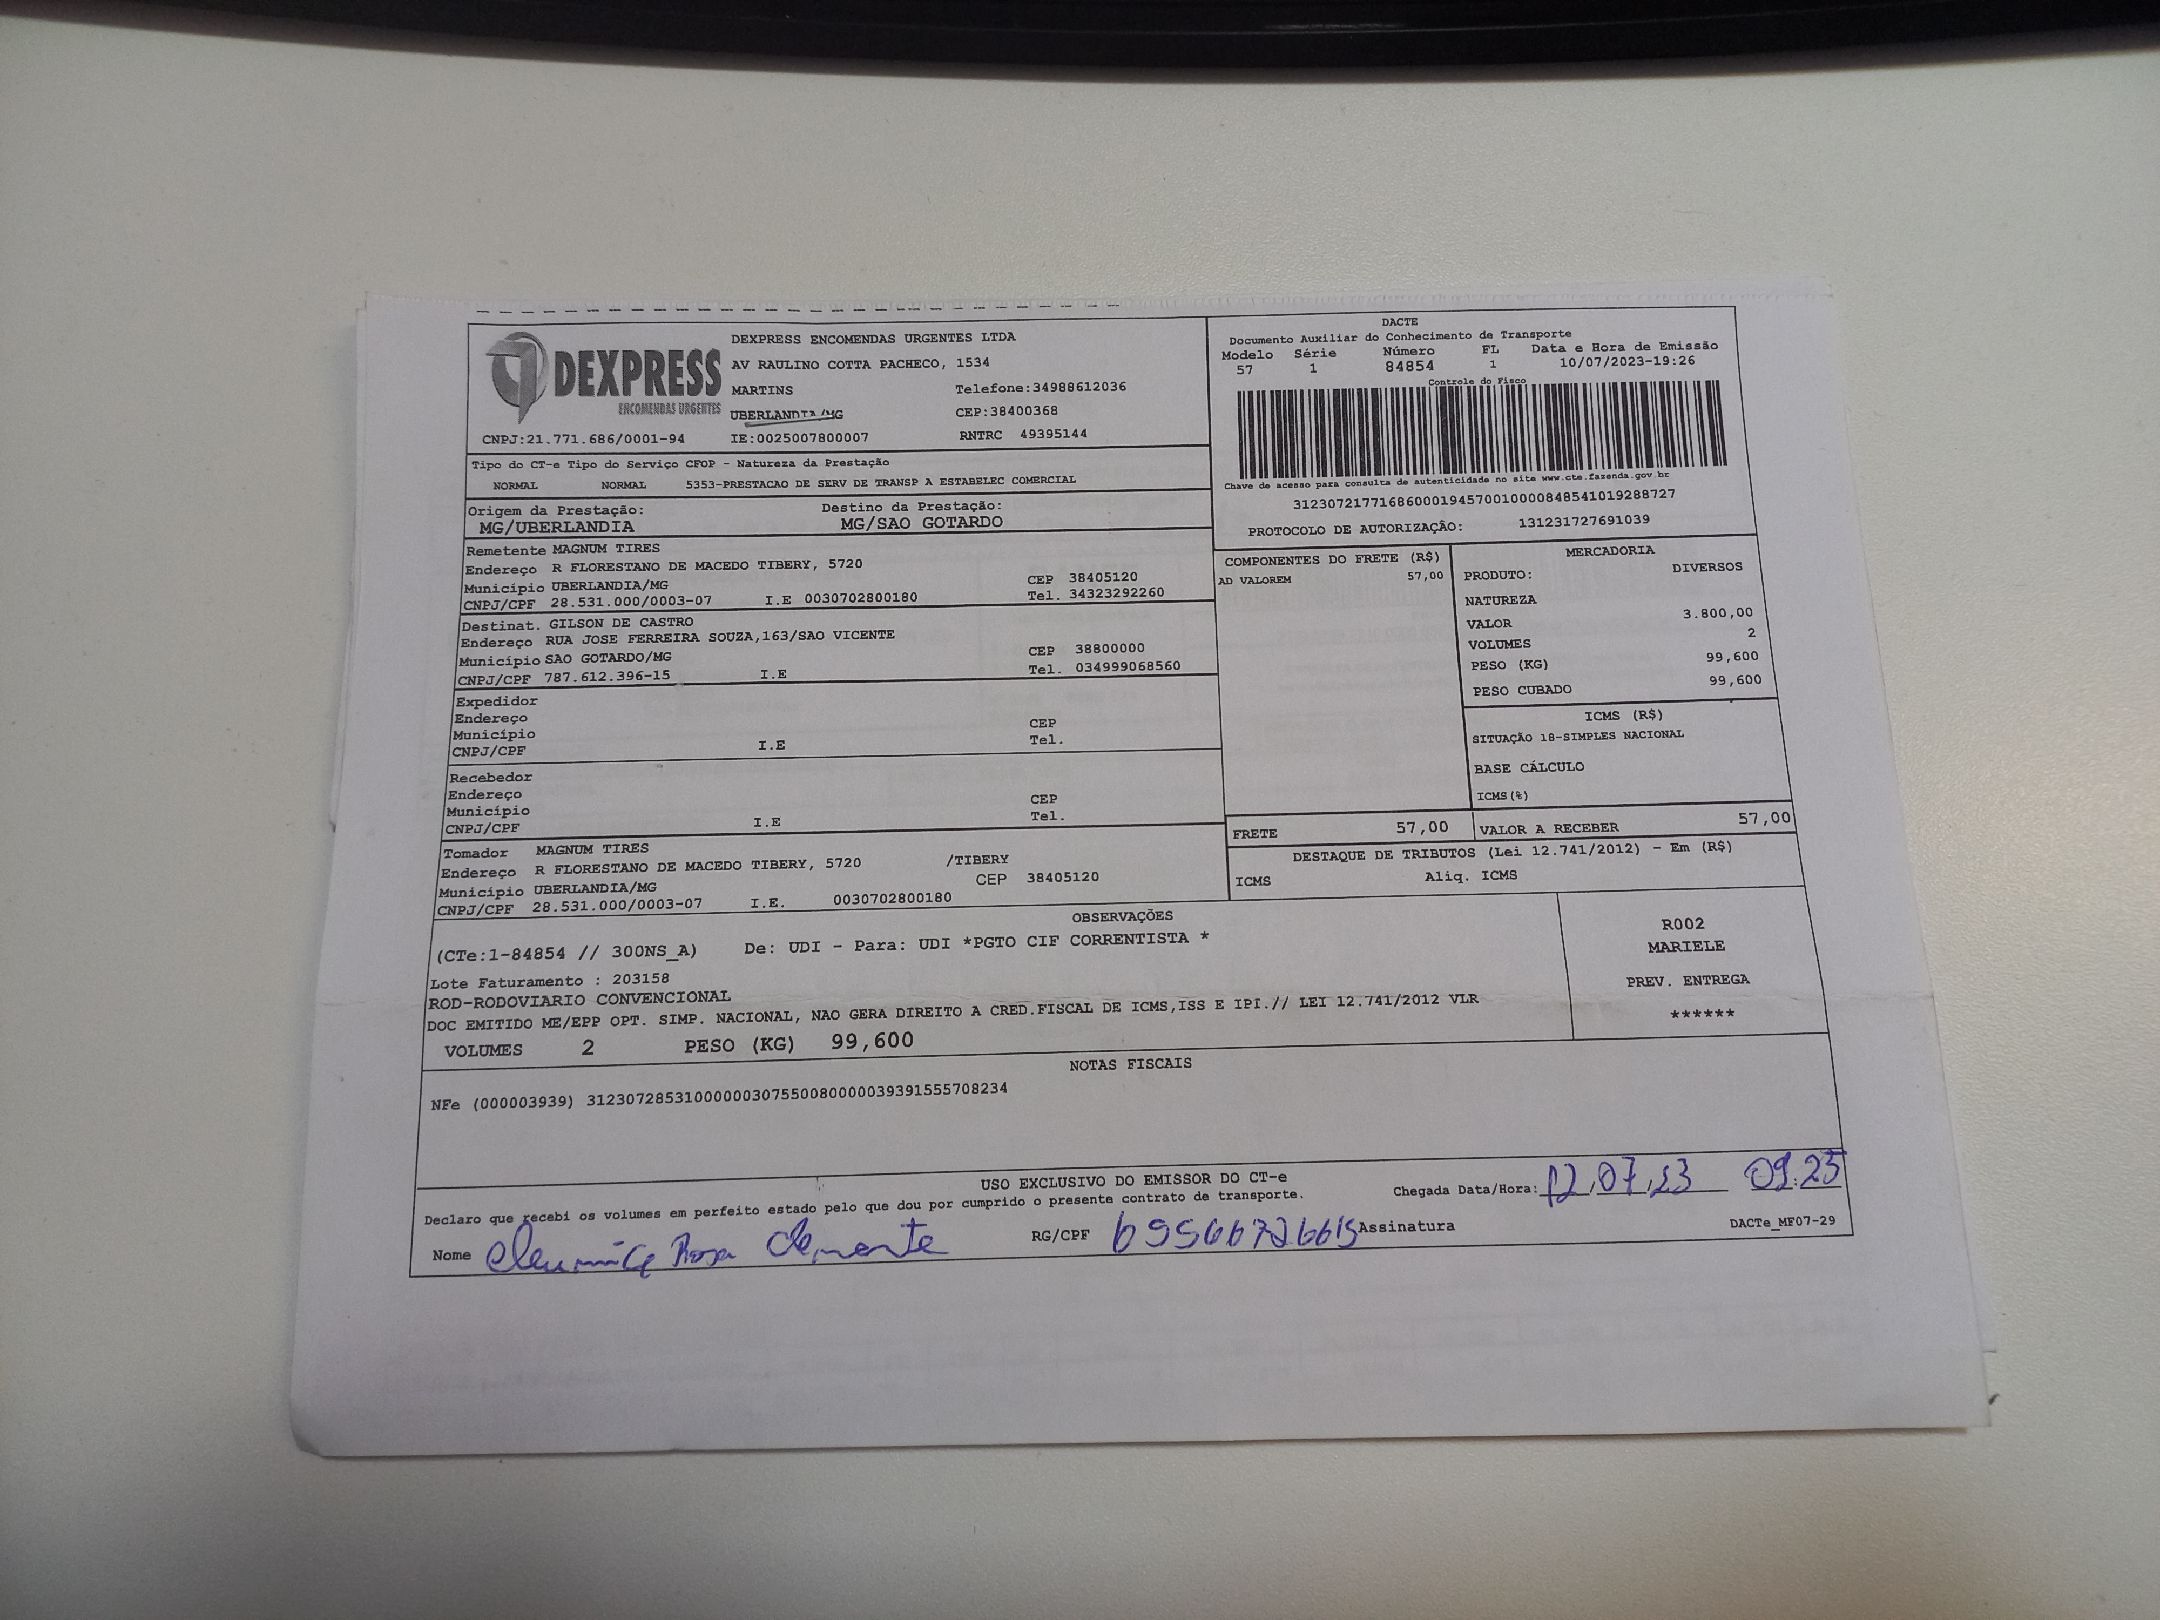 DEXPRESS
ENCOMENDAS URGENTES
DEXPRESS ENCOMENDAS URGENTES LTDA
AV RAULINO COTTA PACHECO, 1534
MARTINS Telefone:34988612036
UBERLANDIA/MG CEP:38400368
CNPJ:21.771.686/0001-94 IE:0025007800007 RNTRC 49395144
DACTE
Documento Auxiliar do Conhecimento de Transporte
Modelo Série Número FL Data e Hora de Emissão
57 1 84854 1 10/07/2023-19:26
Controle do Fisco
Chave de acesso para consulta de autenticidade no site www.cte.fazenda.gov.br
31230721771686000194570010000848541019288727
PROTOCOLO DE AUTORIZAÇÃO: 131231727691039
Tipo do CT-e Tipo do Serviço CFOP - Natureza da Prestação
NORMAL NORMAL 5353-PRESTACAO DE SERV DE TRANSP A ESTABELEC COMERCIAL
Origem da Prestação: Destino da Prestação:
MG/UBERLANDIA MG/SAO GOTARDO
Remetente MAGNUM TIRES
Endereço R FLORESTANO DE MACEDO TIBERY, 5720
Município UBERLANDIA/MG CEP 38405120
CNPJ/CPF 28.531.000/0003-07 I.E 0030702800180 Tel. 34323292260
Destinat. GILSON DE CASTRO
Endereço RUA JOSE FERREIRA SOUZA,163/SAO VICENTE
Município SAO GOTARDO/MG CEP 38800000
CNPJ/CPF 787.612.396-15 I.E Tel. 034999068560
Expedidor
Endereço
Município CEP
CNPJ/CPF I.E Tel.
Recebedor
Endereço
Município CEP
CNPJ/CPF I.E Tel.
Tomador MAGNUM TIRES
Endereço R FLORESTANO DE MACEDO TIBERY, 5720 /TIBERY
Município UBERLANDIA/MG CEP 38405120
CNPJ/CPF 28.531.000/0003-07 I.E. 0030702800180
COMPONENTES DO FRETE (R$)
AD VALOREM 57,00
MERCADORIA
PRODUTO: DIVERSOS
NATUREZA
VALOR 3.800,00
VOLUMES 2
PESO (KG) 99,600
PESO CUBADO 99,600
ICMS (R$)
SITUAÇÃO 18-SIMPLES NACIONAL
BASE CÁLCULO
ICMS(%)
FRETE 57,00 VALOR A RECEBER 57,00
DESTAQUE DE TRIBUTOS (Lei 12.741/2012) - Em (R$)
ICMS Aliq. ICMS
OBSERVAÇÕES
(CTe:1-84854 // 300NS_A) De: UDI - Para: UDI *PGTO CIF CORRENTISTA *
Lote Faturamento : 203158
ROD-RODOVIARIO CONVENCIONAL
DOC EMITIDO ME/EPP OPT. SIMP. NACIONAL, NAO GERA DIREITO A CRED.FISCAL DE ICMS,ISS E IPI.// LEI 12.741/2012 VLR
VOLUMES 2 PESO (KG) 99,600
R002
MARIELE
PREV. ENTREGA
******
NOTAS FISCAIS
NFe (000003939) 31230728531000000307550080000039391555708234
USO EXCLUSIVO DO EMISSOR DO CT-e
Declaro que recebi os volumes em perfeito estado pelo que dou por cumprido o presente contrato de transporte.
Chegada Data/Hora: 12,07,23 09:25
Nome Rosa Clemente RG/CPF Assinatura DACTe_MF07-29